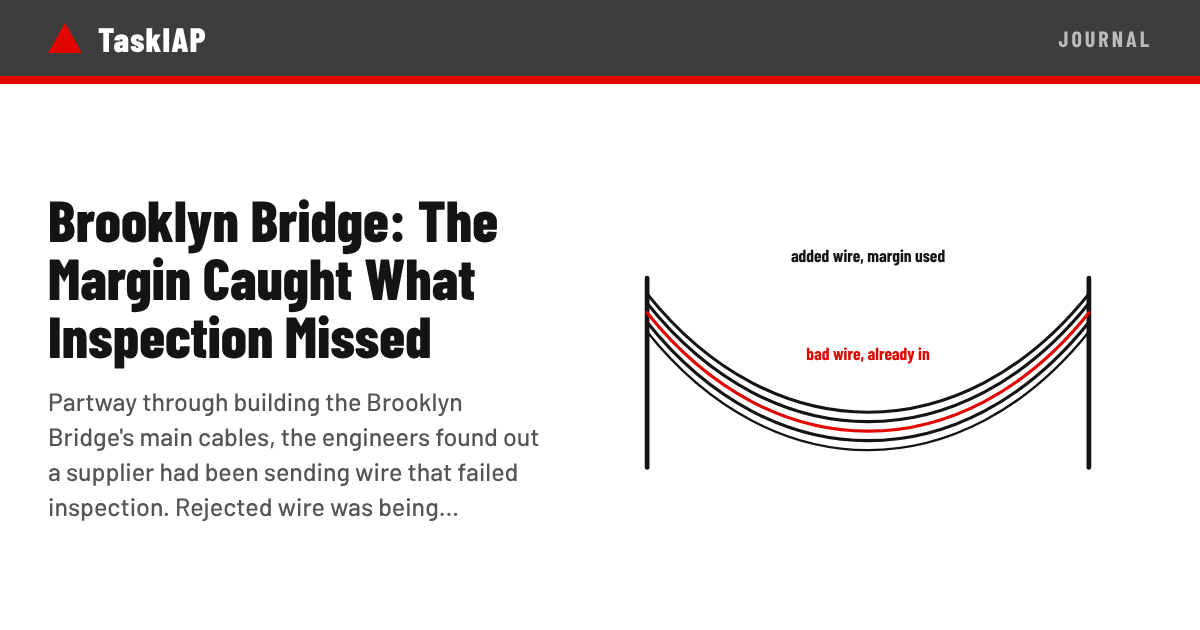 TaskIAP
JOURNAL
Brooklyn Bridge: The
Margin Caught What
Inspection Missed
Partway through building the Brooklyn
Bridge's main cables, the engineers found out
a supplier had been sending wire that failed
inspection. Rejected wire was being...
added wire, margin used
bad wire, already in